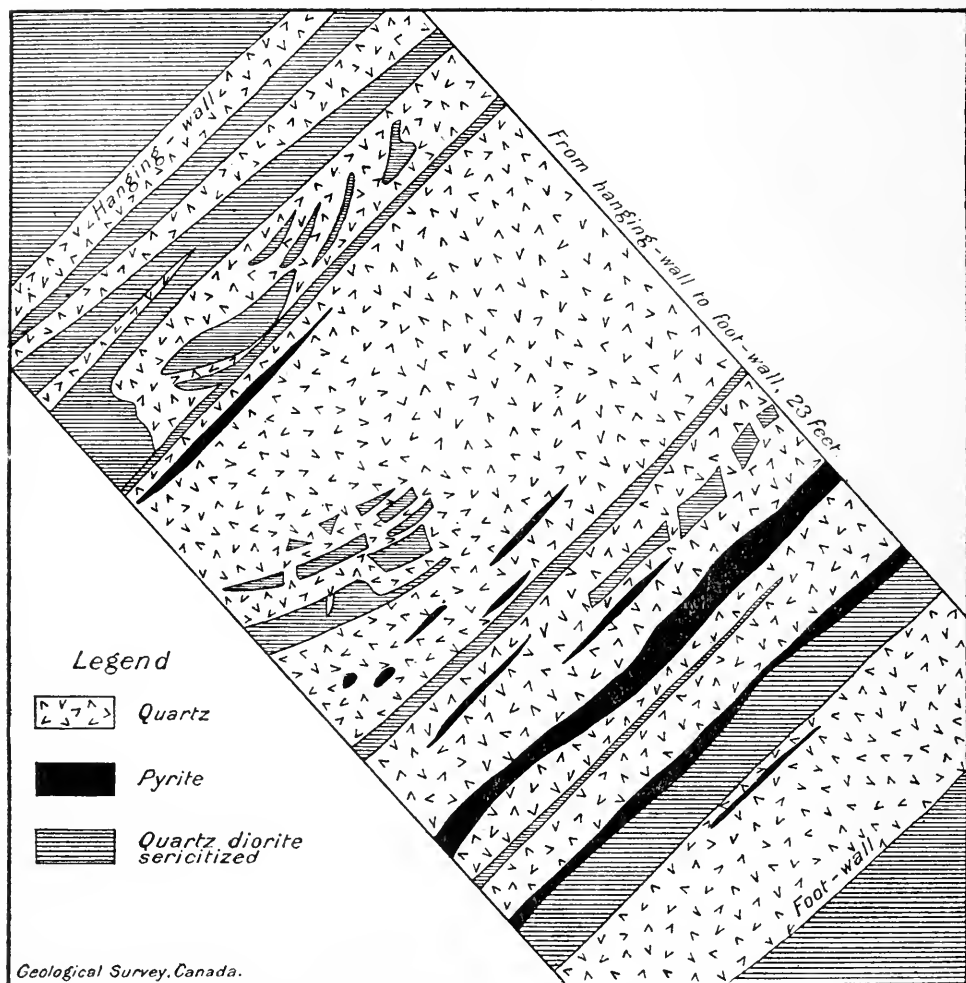 Hanging-wall
From hanging-wall to foot-wall, 23 feet.
Legend
Quartz
Pyrite
Quartz diorite
sericitized
Foot-wall
Geological Survey, Canada.